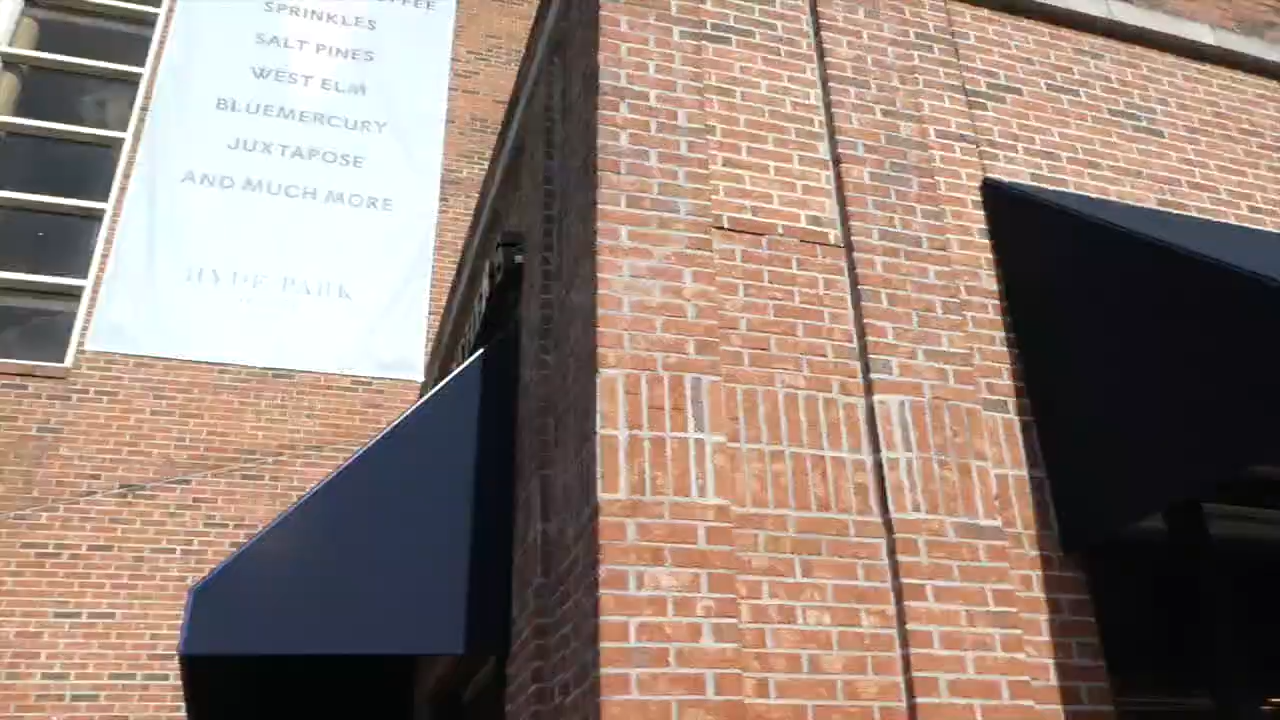 SPRINKLES
SALT PINES
WEST ELM
BLUEMERCURY
JUXTAPOSE
AND MUCH MORE
HYDE PARK